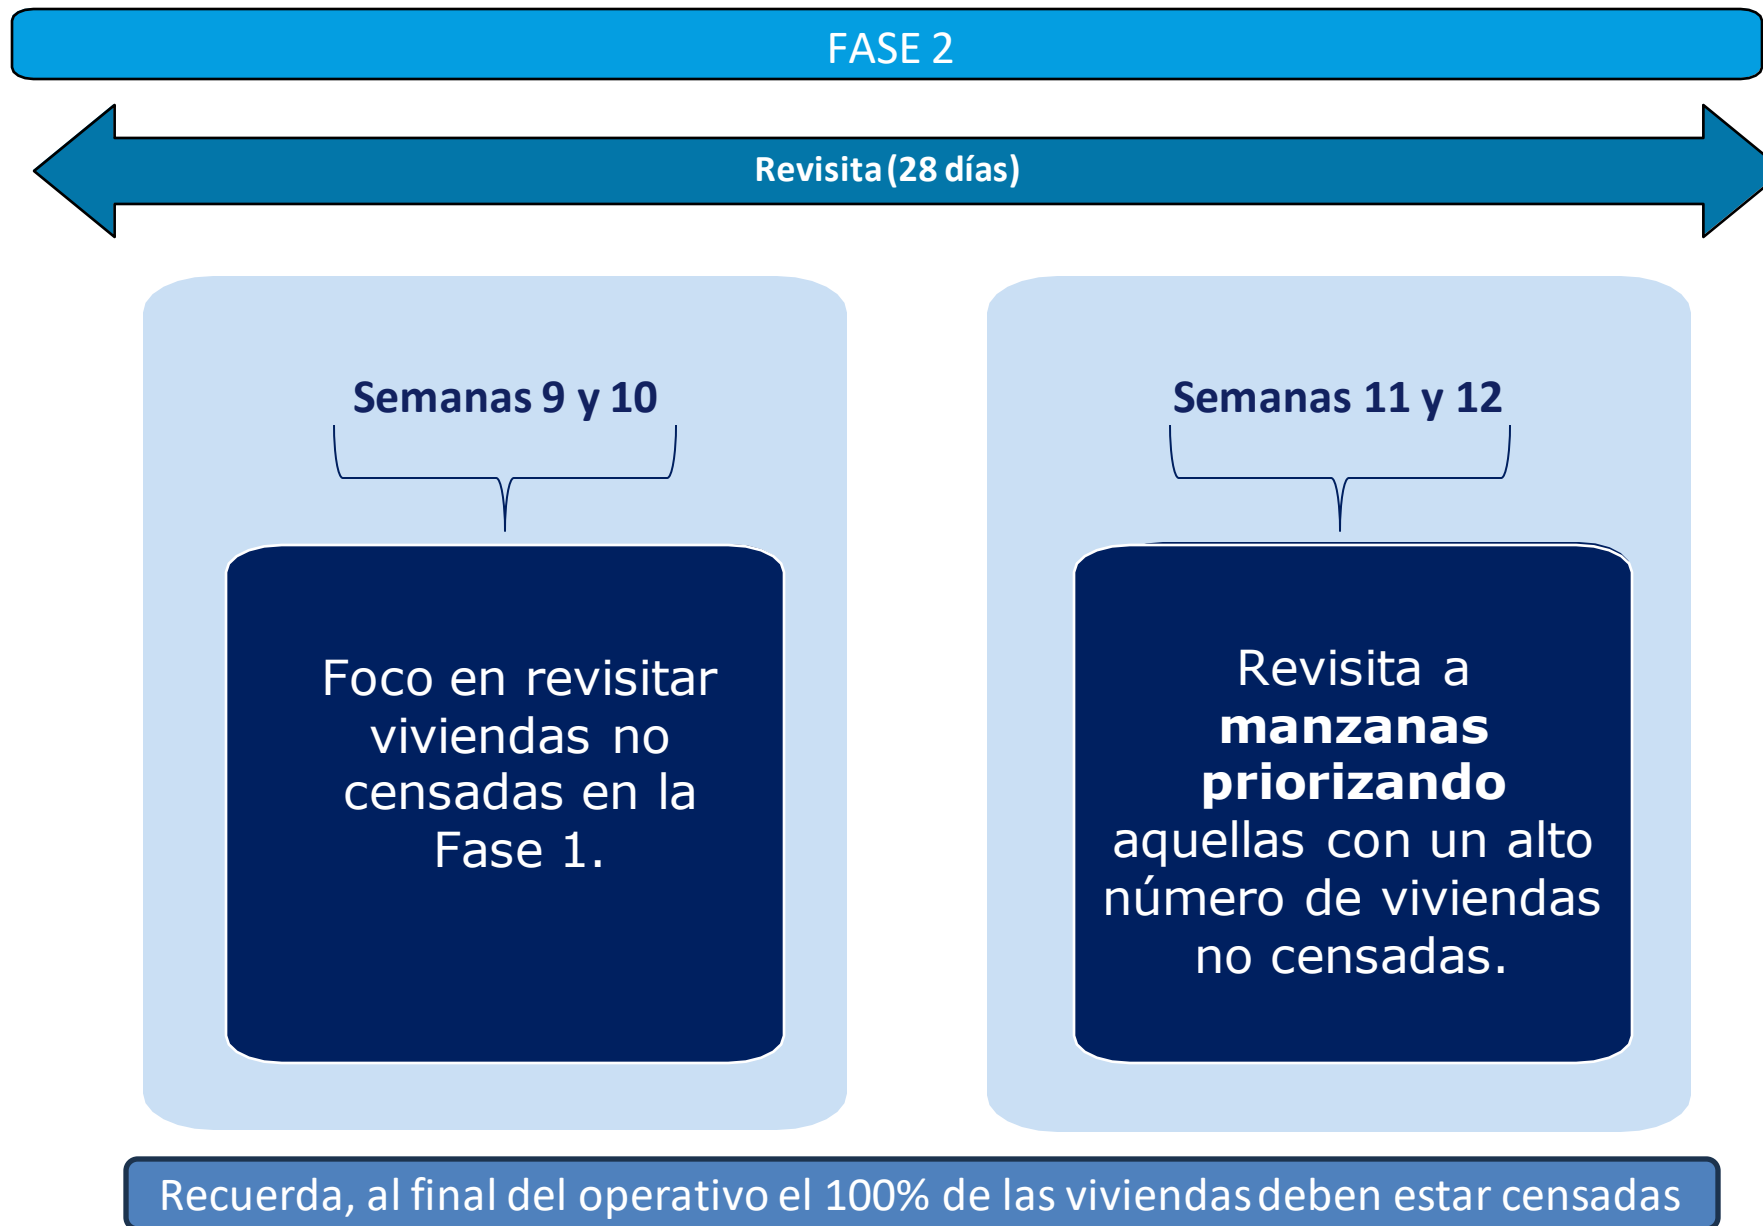 FASE 2
Revisita (28 días)
Semanas 9 y 10
Foco en revisitar
viviendas no
censadas en la
Fase 1.
Semanas 11 y 12
Revisita a
manzanas
priorizando
aquellas con un alto
número de viviendas
no censadas.
Recuerda, al final del operativo el 100% de las viviendas deben estar censadas